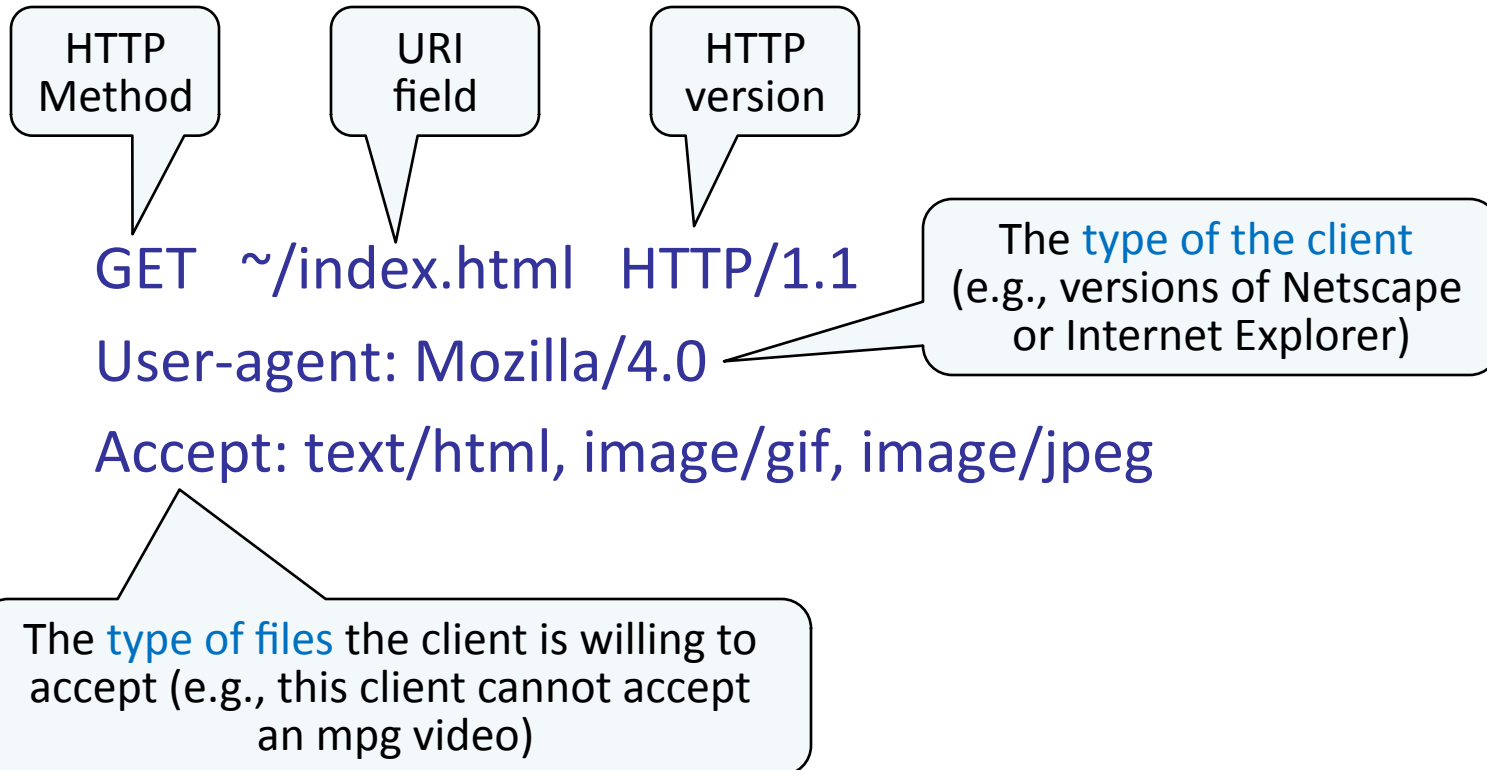 HTTP
Method
URI
field
HTTP
version
GET ~/index.html HTTP/1.1
The type of the client
(e.g., versions of Netscape
or Internet Explorer)
User-agent: Mozilla/4.0
Accept: text/html, image/gif, image/jpeg
The type of files the client is willing to
accept (e.g., this client cannot accept
an mpg video)